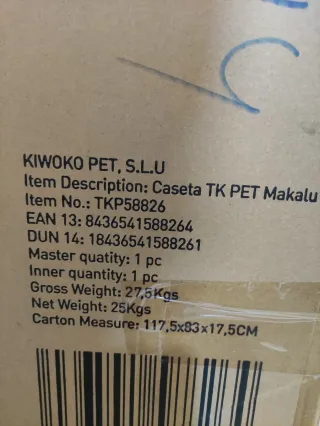 KIWOKO PET, S.L.U
Item Description: Caseta TK PET Makalu
Item No.: TKP58826
EAN 13: 8436541588264
DUN 14: 18436541588261
Master quatity: 1 pc
Inner quantity: 1 pc
Gross Weight: 27,5Kgs
Net Weight: 25Kgs
Carton Measure: 117,5x83x17,5CM